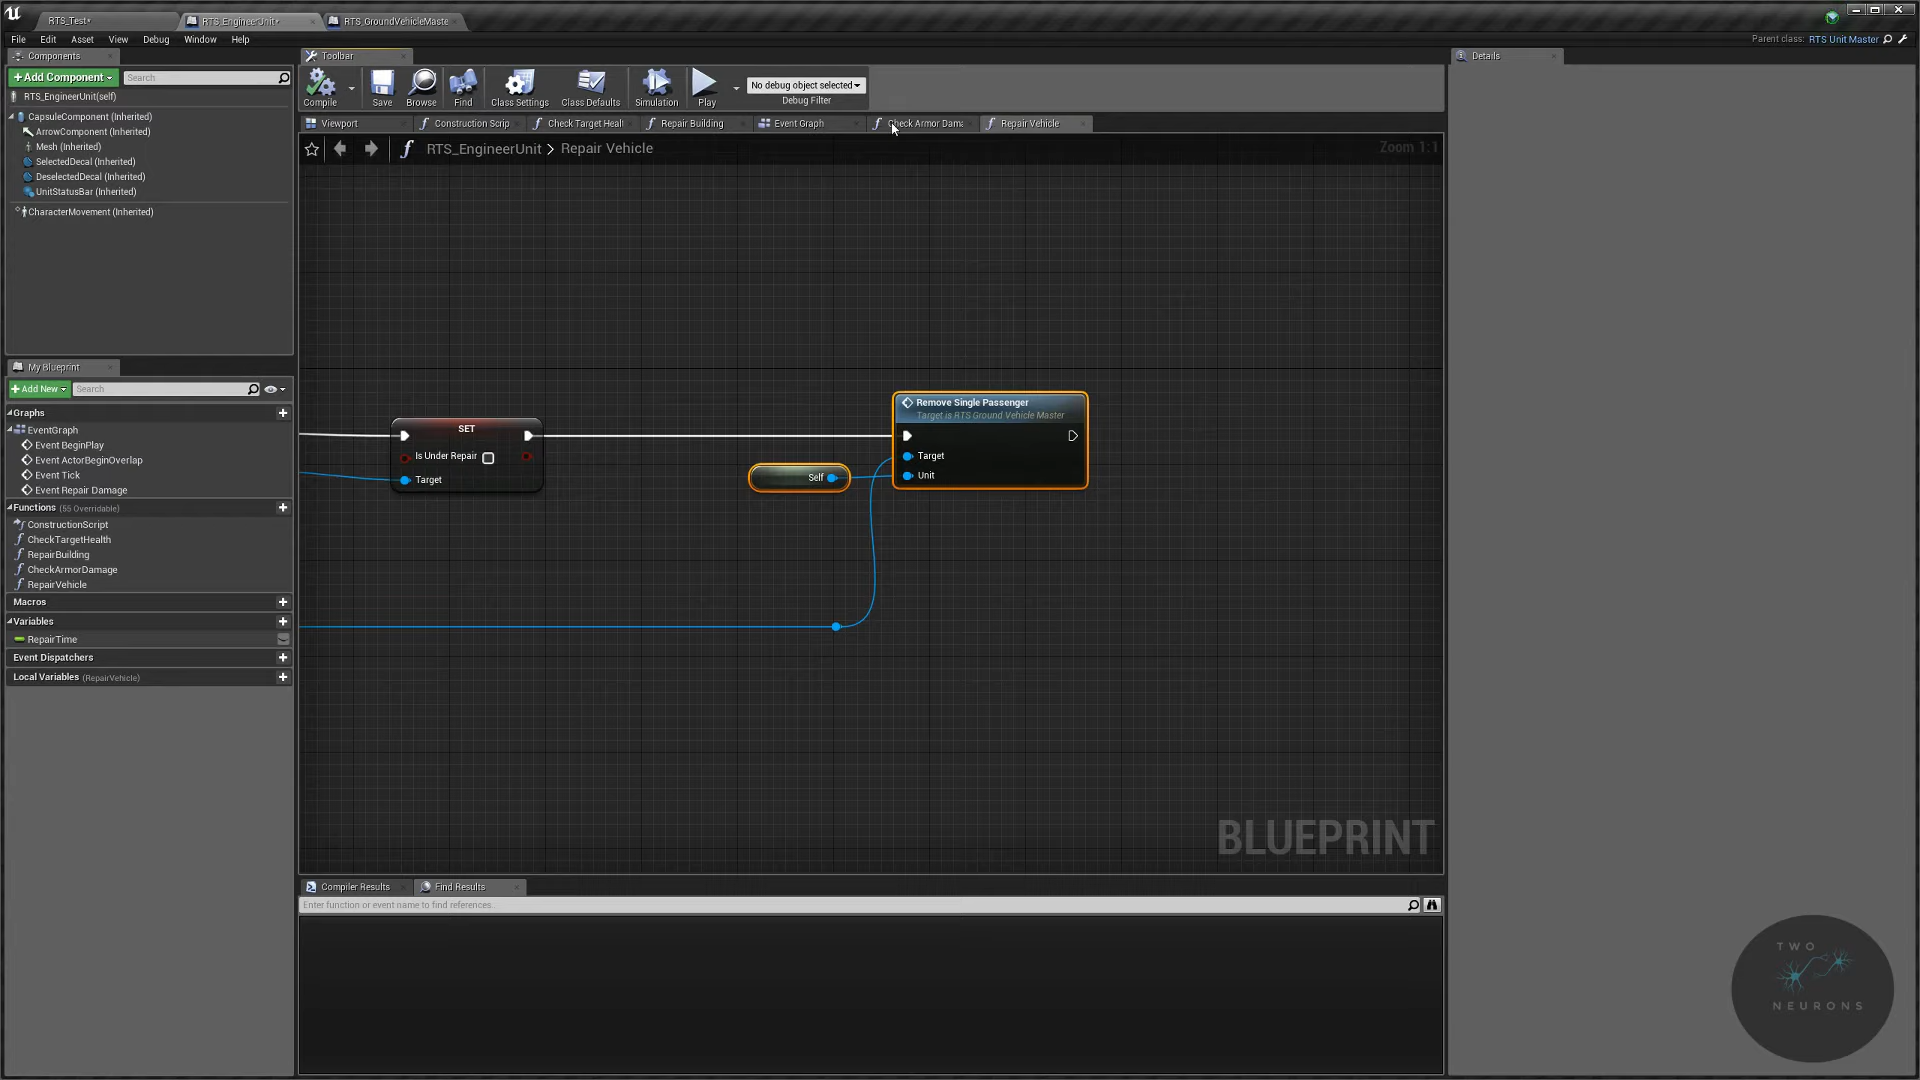 RTS_Test*
RTS_EngineerUnit*
RTS_GroundVehicleMaste
File Edit Asset View Debug Window Help
Parent class: RTS Unit Master
Components
Toolbar
Details
+Add Component
Search
RTS_EngineerUnit(self)
CapsuleComponent (Inherited)
ArrowComponent (Inherited)
Mesh (Inherited)
SelectedDecal (Inherited)
DeselectedDecal (Inherited)
UnitStatusBar (Inherited)
CharacterMovement (Inherited)
Compile
Save
Browse
Find
Class Settings
Class Defaults
Simulation
Play
No debug object selected
Debug Filter
Viewport
Construction Scrip
Check Target Healt
Repair Building
Event Graph
Check Armor Dama
Repair Vehicle
RTS_EngineerUnit > Repair Vehicle
Zoom 1:1
My Blueprint
+Add New
Search
Graphs
EventGraph
Event BeginPlay
Event ActorBeginOverlap
Event Tick
Event Repair Damage
Functions (55 Overridable)
ConstructionScript
CheckTargetHealth
RepairBuilding
CheckArmorDamage
RepairVehicle
Macros
Variables
RepairTime
Event Dispatchers
Local Variables (RepairVehicle)
SET
Is Under Repair
Target
Self
Remove Single Passenger
Target is RTS Ground Vehicle Master
Target
Unit
BLUEPRINT
Compiler Results
Find Results
Enter function or event name to find references...
TWO
NEURONS